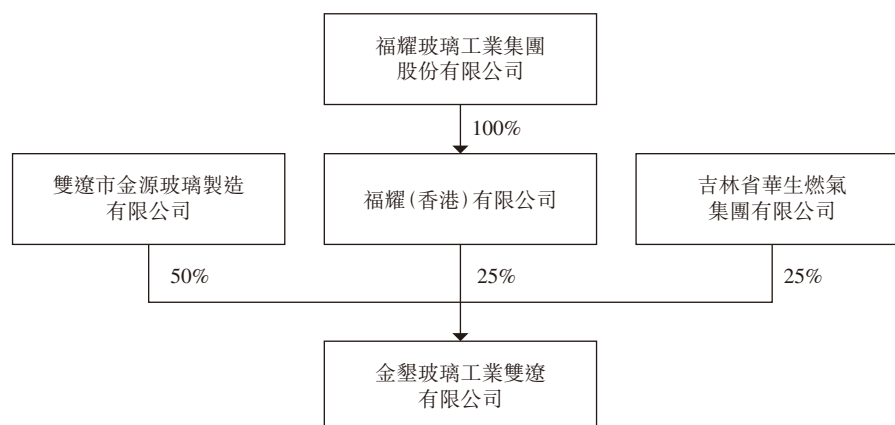 福耀玻璃工業集團
股份有限公司
100%
雙遼市金源玻璃製造
有限公司
福耀(香港)有限公司
吉林省華生燃氣
集團有限公司
50%
25%
25%
金墾玻璃工業雙遼
有限公司